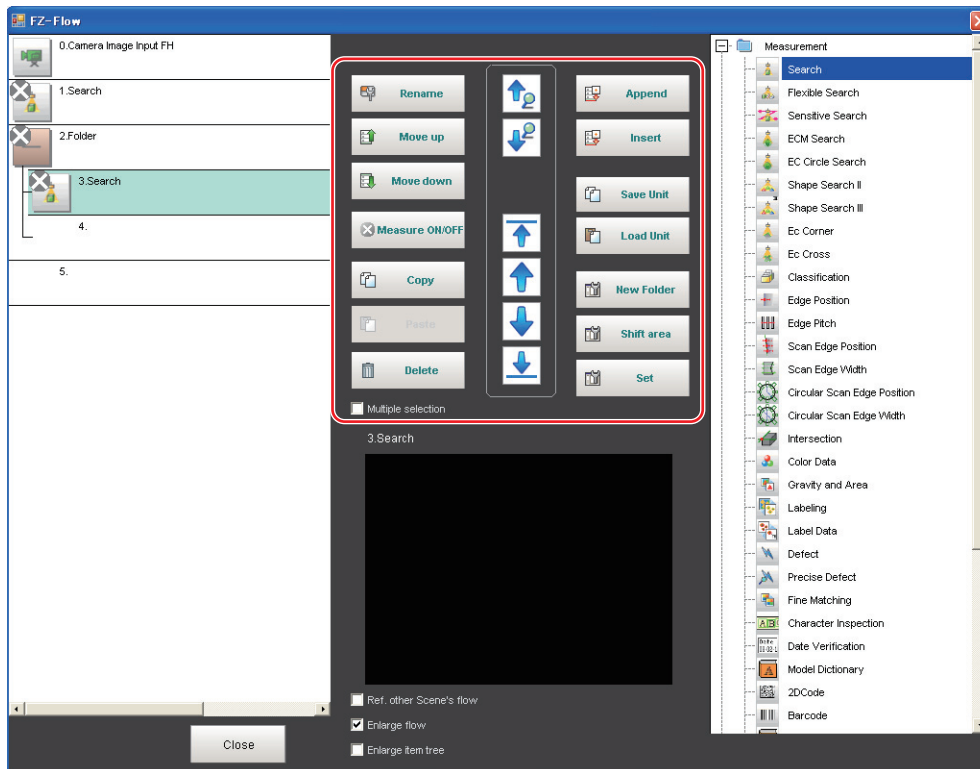 FZ-Flow
0.Camera Image Input FH
1.Search
2.Folder
3.Search
4.
5.
Close
Rename
Move up
Move down
Measure ON/OFF
Copy
Paste
Delete
Multiple selection
Append
Insert
Save Unit
Load Unit
New Folder
Shift area
Set
3.Search
Ref. other Scene's flow
Enlarge flow
Enlarge item tree
Measurement
Search
Flexible Search
Sensitive Search
ECM Search
EC Circle Search
Shape Search II
Shape Search III
Ec Corner
Ec Cross
Classification
Edge Position
Edge Pitch
Scan Edge Position
Scan Edge Width
Circular Scan Edge Position
Circular Scan Edge Width
Intersection
Color Data
Gravity and Area
Labeling
Label Data
Defect
Precise Defect
Fine Matching
Character Inspection
Date Verification
Model Dictionary
2DCode
Barcode